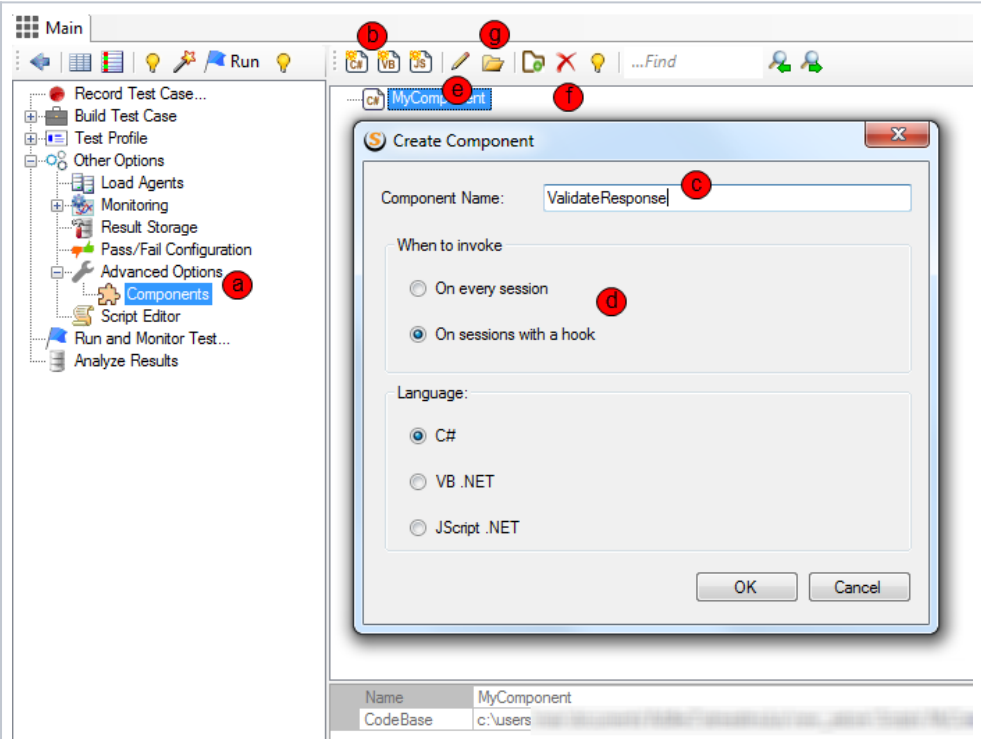 Main
b
g
Run
C#
VB
JS
...Find
Record Test Case...
Build Test Case
Test Profile
Other Options
Load Agents
Monitoring
Result Storage
Pass/Fail Configuration
Advanced Options
Components
a
Script Editor
Run and Monitor Test...
Analyze Results
C#
e
f
S
Create Component
X
Component Name:
ValidateResponse
c
When to invoke
On every session
d
On sessions with a hook
Language:
C#
VB .NET
JScript .NET
OK
Cancel
Name
MyComponent
CodeBase
c:\users